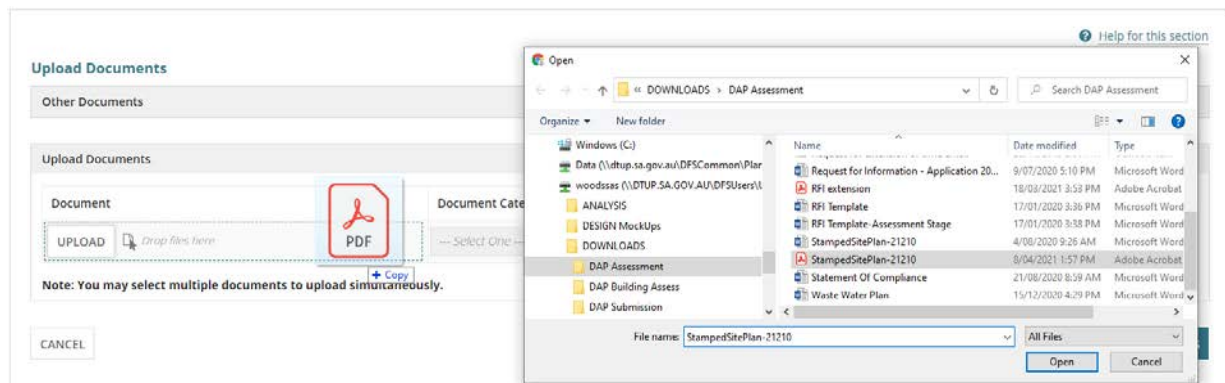 Help for this section
Upload Documents
Other Documents
Upload Documents
Document
Document Cate
UPLOAD
Drop files here
PDF
--- Select One ---
+ Copy
Note: You may select multiple documents to upload simultaneously.
CANCEL
Open
« DOWNLOADS > DAP Assessment
Search DAP Assessment
Organize
New folder
Windows (C:)
Data (\\dtup.sa.gov.au\DFSCommon\Plar
woodssas (\\DTUP.SA.GOV.AU\DFSUsers\
ANALYSIS
DESIGN MockUps
DOWNLOADS
DAP Assessment
DAP Building Assess
DAP Submission
Name Date modified Type
Request for Information - Application 20... 9/07/2020 5:10 PM Microsoft Word
RFI extension 18/03/2021 3:53 PM Adobe Acrobat
RFI Template 17/01/2020 3:36 PM Microsoft Word
RFI Template-Assessment Stage 17/01/2020 3:38 PM Microsoft Word
StampedSitePlan-21210 4/08/2020 9:26 AM Microsoft Word
StampedSitePlan-21210 8/04/2021 1:57 PM Adobe Acrobat
Statement Of Compliance 21/08/2020 8:59 AM Microsoft Word
Waste Water Plan 15/12/2020 4:29 PM Microsoft Word
File name: StampedSitePlan-21210
All Files
Open
Cancel